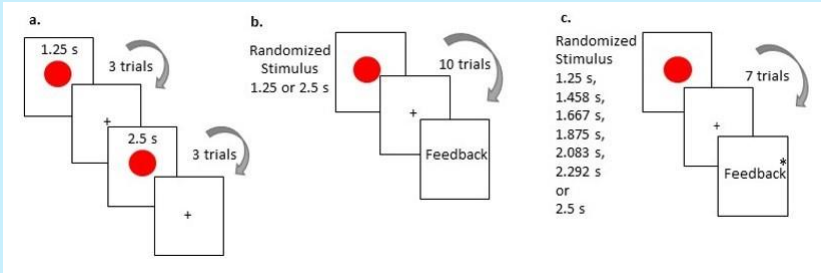 a.
1.25 s
3 trials
+
2.5 s
3 trials
+
b.
Randomized
Stimulus
1.25 or 2.5 s
10 trials
+
Feedback
c.
Randomized
Stimulus
1.25 s,
1.458 s,
1.667 s,
1.875 s,
2.083 s,
2.292 s
or
2.5 s
7 trials
+
*
Feedback